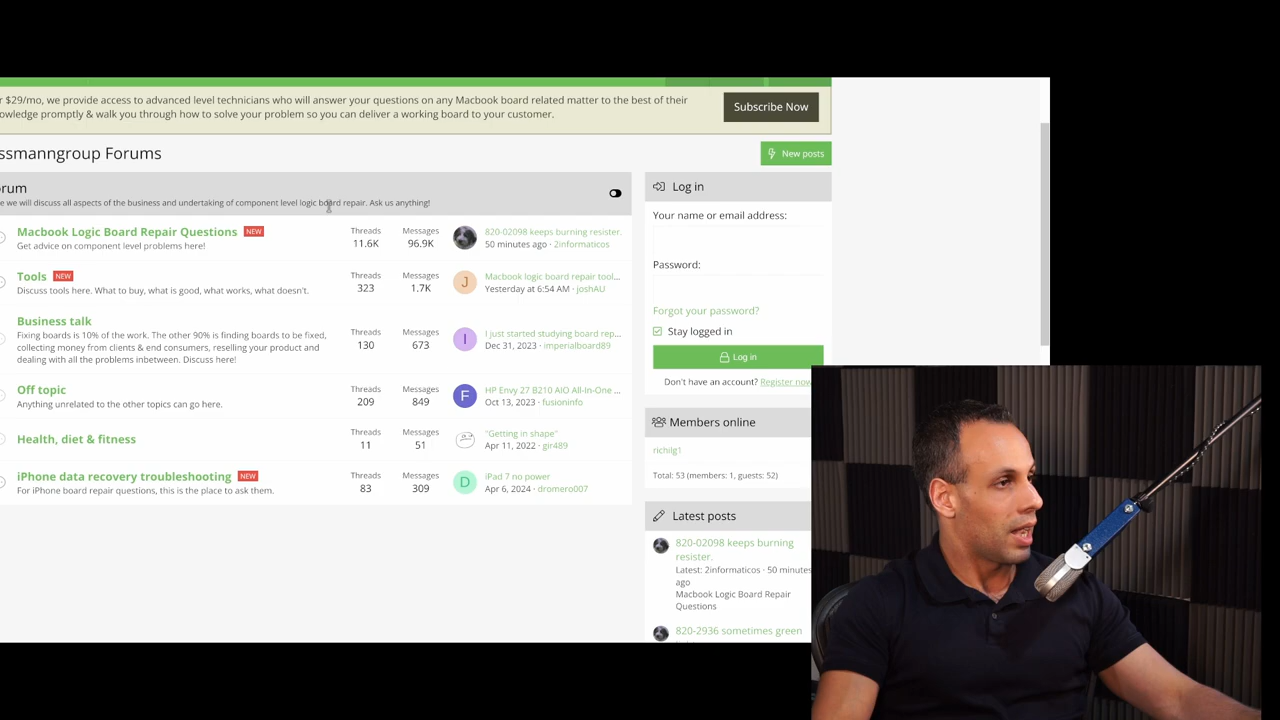 r $29/mo, we provide access to advanced level technicians who will answer your questions on any Macbook board related matter to the best of their
owledge promptly & walk you through how to solve your problem so you can deliver a working board to your customer.
Subscribe Now
ssmanngroup Forums
New posts
orum
e we will discuss all aspects of the business and undertaking of component level logic board repair. Ask us anything!
Macbook Logic Board Repair Questions NEW
Get advice on component level problems here!
Threads
11.6K
Messages
96.9K
820-02098 keeps burning resister.
50 minutes ago · 2informaticos
Tools NEW
Discuss tools here. What to buy, what is good, what works, what doesn't.
Threads
323
Messages
1.7K
J
Macbook logic board repair tool...
Yesterday at 6:54 AM · joshAU
Business talk
Fixing boards is 10% of the work. The other 90% is finding boards to be fixed,
collecting money from clients & end consumers, reselling your product and
dealing with all the problems inbetween. Discuss here!
Threads
130
Messages
673
I
I just started studying board rep...
Dec 31, 2023 · imperialboard89
Off topic
Anything unrelated to the other topics can go here.
Threads
209
Messages
849
F
HP Envy 27 B210 AIO All-In-One ...
Oct 13, 2023 · fusioninfo
Health, diet & fitness
Threads
11
Messages
51
"Getting in shape"
Apr 11, 2022 · gir489
iPhone data recovery troubleshooting NEW
For iPhone board repair questions, this is the place to ask them.
Threads
83
Messages
309
D
iPad 7 no power
Apr 6, 2024 · dromero007
Log in
Your name or email address:
Password:
Forgot your password?
Stay logged in
Log in
Don't have an account? Register now
Members online
richilg1
Total: 53 (members: 1, guests: 52)
Latest posts
820-02098 keeps burning
resister.
Latest: 2informaticos · 50 minutes
ago
Macbook Logic Board Repair
Questions
820-2936 sometimes green